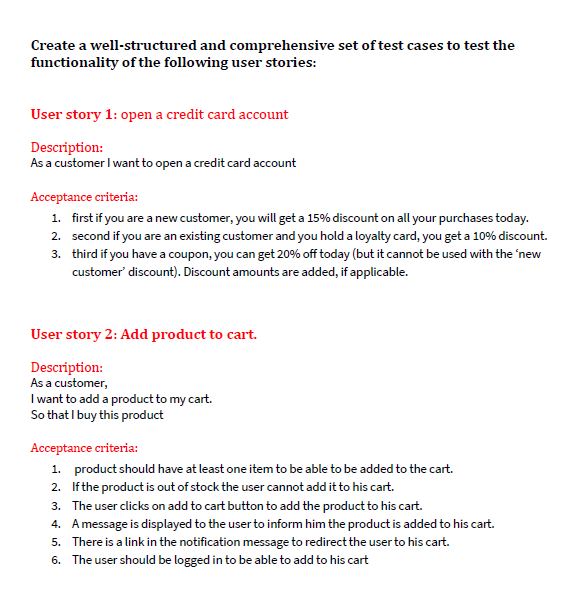 Create a well-structured and comprehensive set of test cases to test the
functionality of the following user stories:
User story 1: open a credit card account
Description:
As a customer I want to open a credit card account
Acceptance criteria:
1. first if you are a new customer, you will get a 15% discount on all your purchases today.
2. second if you are an existing customer and you hold a loyalty card, you get a 10% discount.
3. third if you have a coupon, you can get 20% off today (but it cannot be used with the ‘new
customer’ discount). Discount amounts are added, if applicable.
User story 2: Add product to cart.
Description:
As a customer,
I want to add a product to my cart.
So that I buy this product
Acceptance criteria:
1. product should have at least one item to be able to be added to the cart.
2. If the product is out of stock the user cannot add it to his cart.
3. The user clicks on add to cart button to add the product to his cart.
4. A message is displayed to the user to inform him the product is added to his cart.
5. There is a link in the notification message to redirect the user to his cart.
6. The user should be logged in to be able to add to his cart